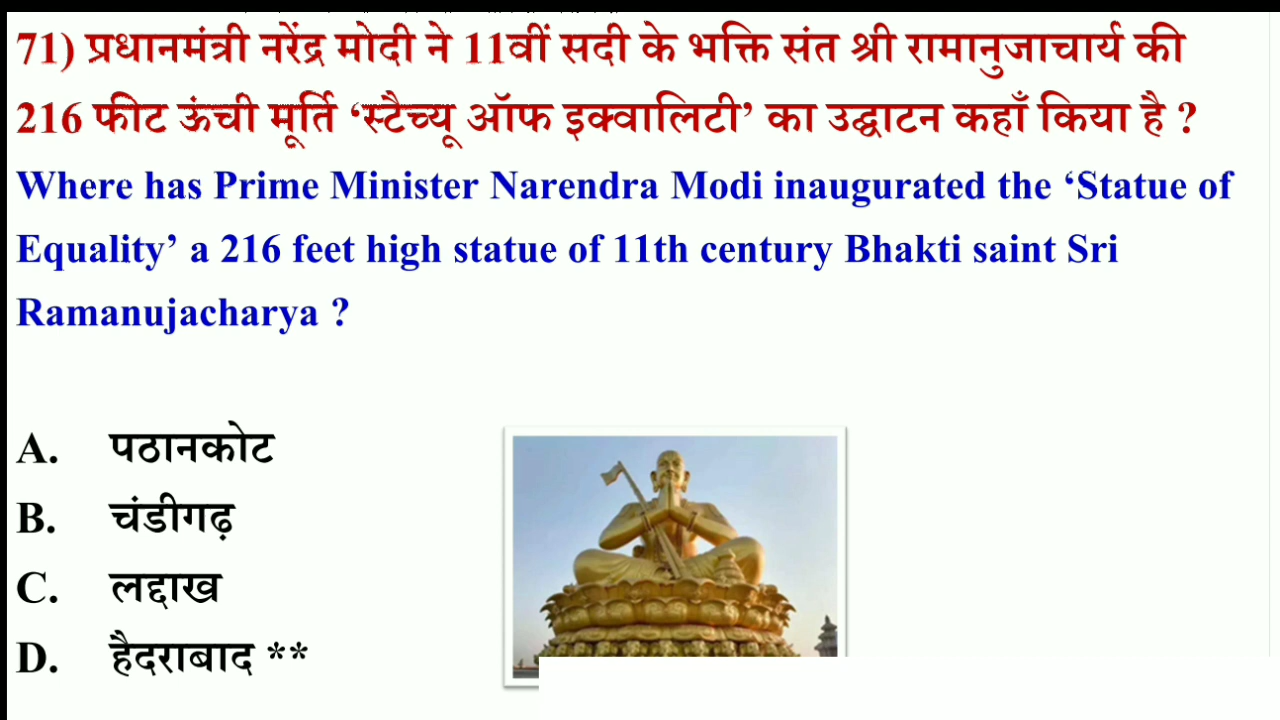 71) प्रधानमंत्री नरेंद्र मोदी ने 11वीं सदी के भक्ति संत श्री रामानुजाचार्य की
216 फीट ऊंची मूर्ति ‘स्टैच्यू ऑफ इक्वालिटी’ का उद्घाटन कहाँ किया है ?
Where has Prime Minister Narendra Modi inaugurated the ‘Statue of
Equality’ a 216 feet high statue of 11th century Bhakti saint Sri
Ramanujacharya ?
A. पठानकोट
B. चंडीगढ़
C. लद्दाख
D. हैदराबाद **